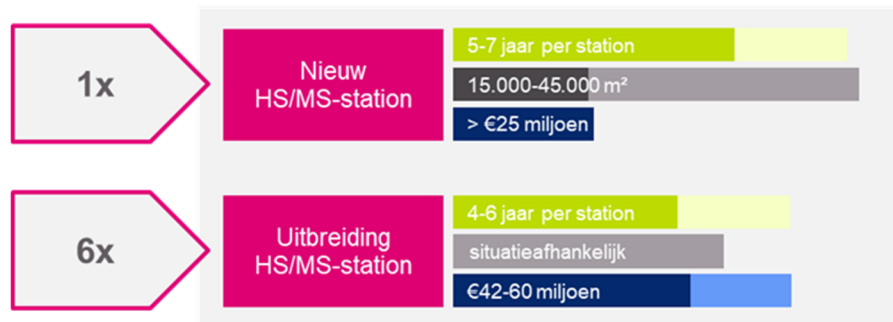 1x
Nieuw
HS/MS-station
5-7 jaar per station
15.000-45.000 m²
> €25 miljoen
6x
Uitbreiding
HS/MS-station
4-6 jaar per station
situatieafhankelijk
€42-60 miljoen